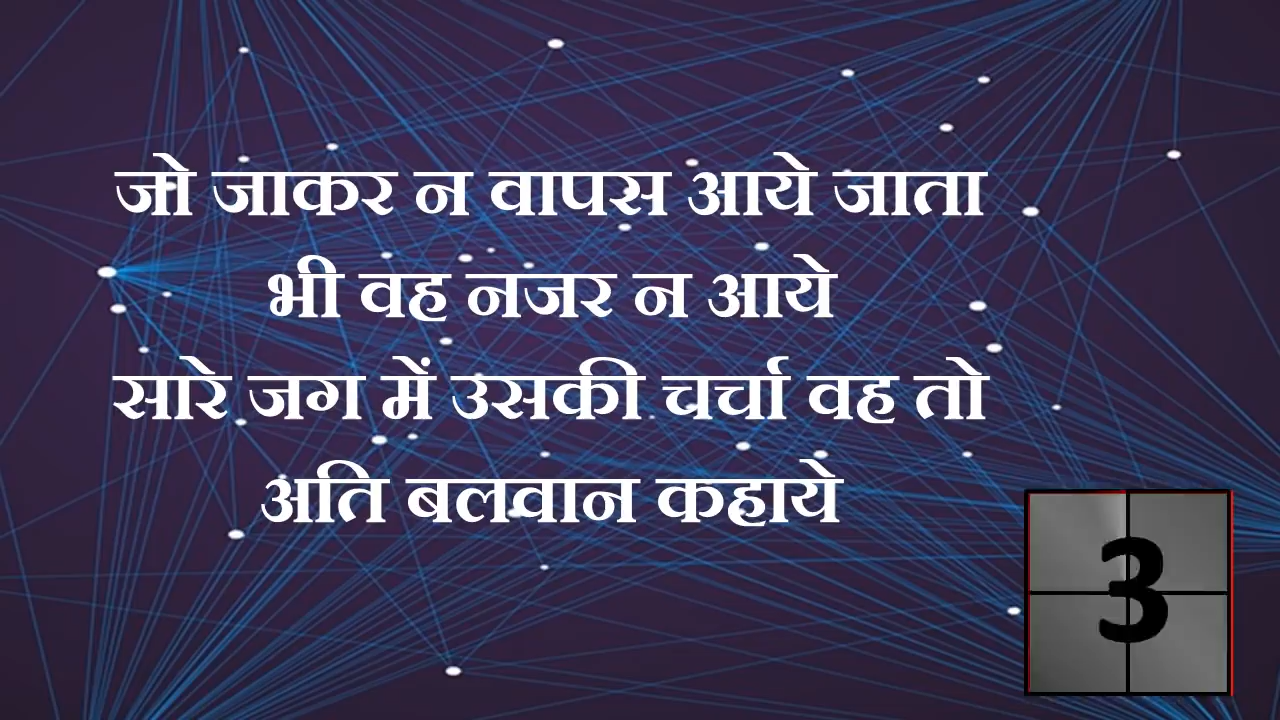 जो जाकर न वापस आये जाता
भी वह नजर न आये
सारे जग में उसकी चर्चा वह तो
अति बलवान कहाये
3